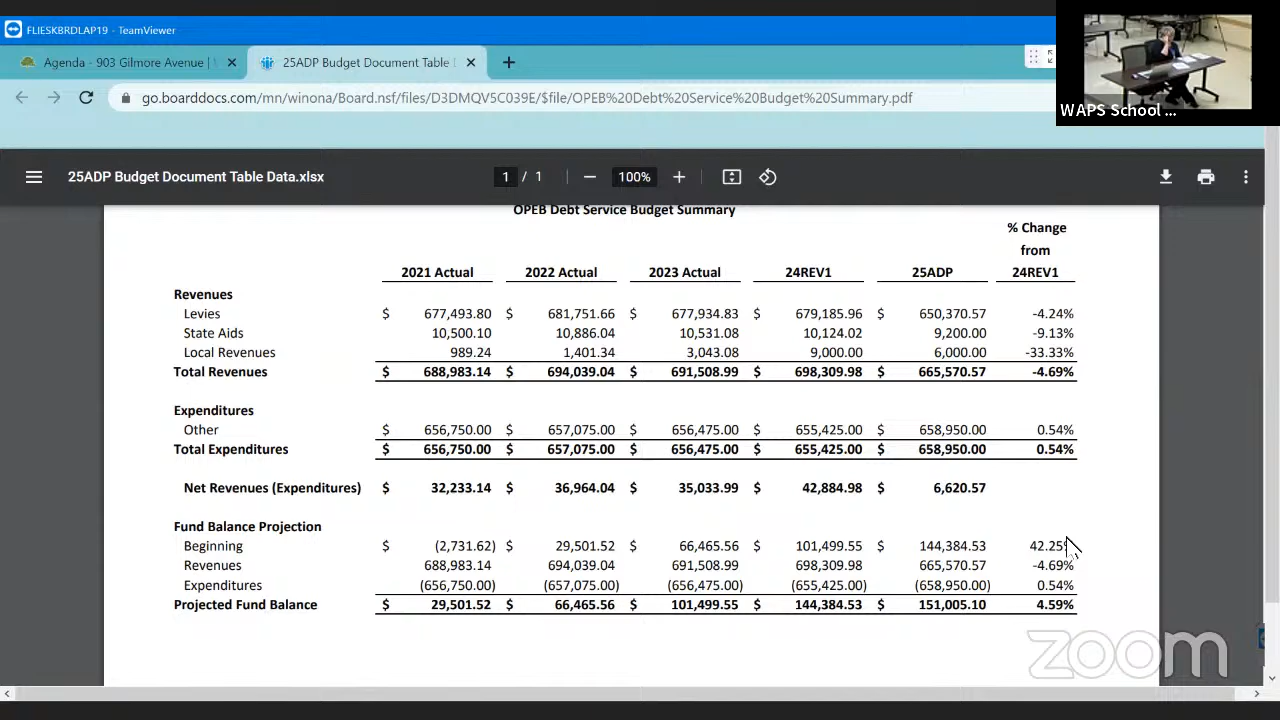 FLIESKBRDLAP19 - TeamViewer
Agenda - 903 Gilmore Avenue |
25ADP Budget Document Table
go.boarddocs.com/mn/winona/Board.nsf/files/D3DMQV5C039E/$file/OPEB%20Debt%20Service%20Budget%20Summary.pdf
WAPS School ...
25ADP Budget Document Table Data.xlsx
1 / 1
100%
OPEB Debt Service Budget Summary
% Change
from
2021 Actual 2022 Actual 2023 Actual 24REV1 25ADP 24REV1
Revenues
Levies $ 677,493.80 $ 681,751.66 $ 677,934.83 $ 679,185.96 $ 650,370.57 -4.24%
State Aids 10,500.10 10,886.04 10,531.08 10,124.02 9,200.00 -9.13%
Local Revenues 989.24 1,401.34 3,043.08 9,000.00 6,000.00 -33.33%
Total Revenues $ 688,983.14 $ 694,039.04 $ 691,508.99 $ 698,309.98 $ 665,570.57 -4.69%
Expenditures
Other $ 656,750.00 $ 657,075.00 $ 656,475.00 $ 655,425.00 $ 658,950.00 0.54%
Total Expenditures $ 656,750.00 $ 657,075.00 $ 656,475.00 $ 655,425.00 $ 658,950.00 0.54%
Net Revenues (Expenditures) $ 32,233.14 $ 36,964.04 $ 35,033.99 $ 42,884.98 $ 6,620.57
Fund Balance Projection
Beginning $ (2,731.62) $ 29,501.52 $ 66,465.56 $ 101,499.55 $ 144,384.53 42.25%
Revenues 688,983.14 694,039.04 691,508.99 698,309.98 665,570.57 -4.69%
Expenditures (656,750.00) (657,075.00) (656,475.00) (655,425.00) (658,950.00) 0.54%
Projected Fund Balance $ 29,501.52 $ 66,465.56 $ 101,499.55 $ 144,384.53 $ 151,005.10 4.59%
zoom